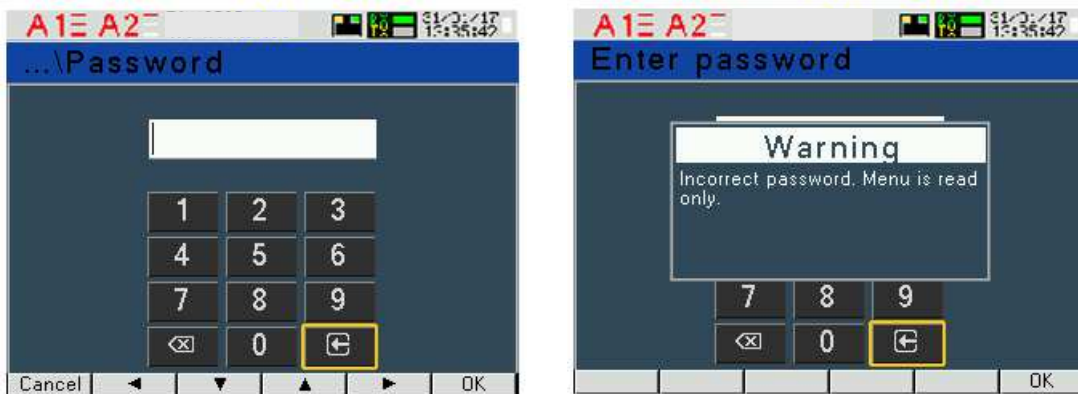 A1 A2
...\Password
1 2 3
4 5 6
7 8 9
0
Cancel OK
A1 A2
Enter password
Warning
Incorrect password. Menu is read
only.
7 8 9
0
OK